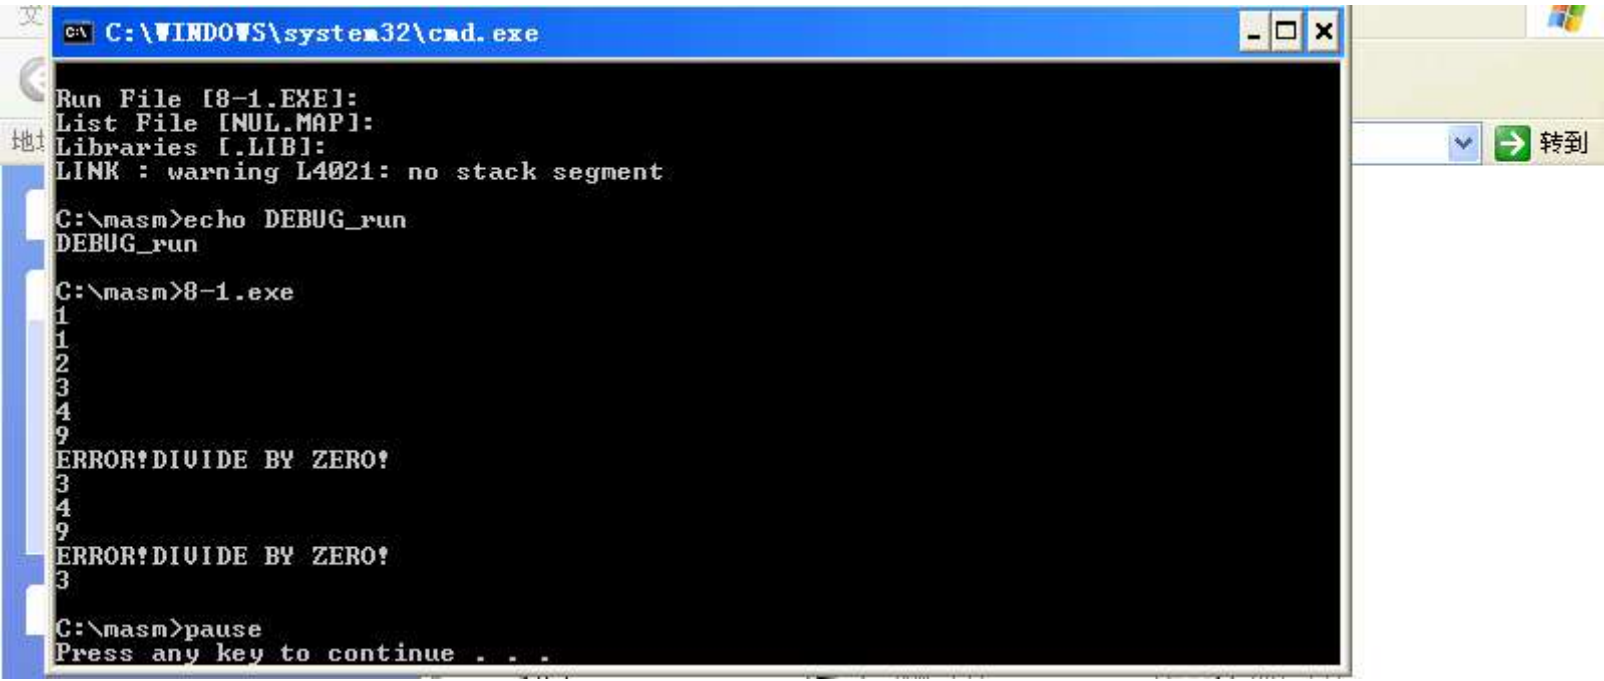 C:\WINDOWS\system32\cmd.exe
Run File [8-1.EXE]:
List File [NUL.MAP]:
Libraries [.LIB]:
LINK : warning L4021: no stack segment
C:\masm>echo DEBUG_run
DEBUG_run
C:\masm>8-1.exe
1
1
2
3
4
9
ERROR!DIVIDE BY ZERO!
3
4
9
ERROR!DIVIDE BY ZERO!
3
C:\masm>pause
Press any key to continue . . .
转到